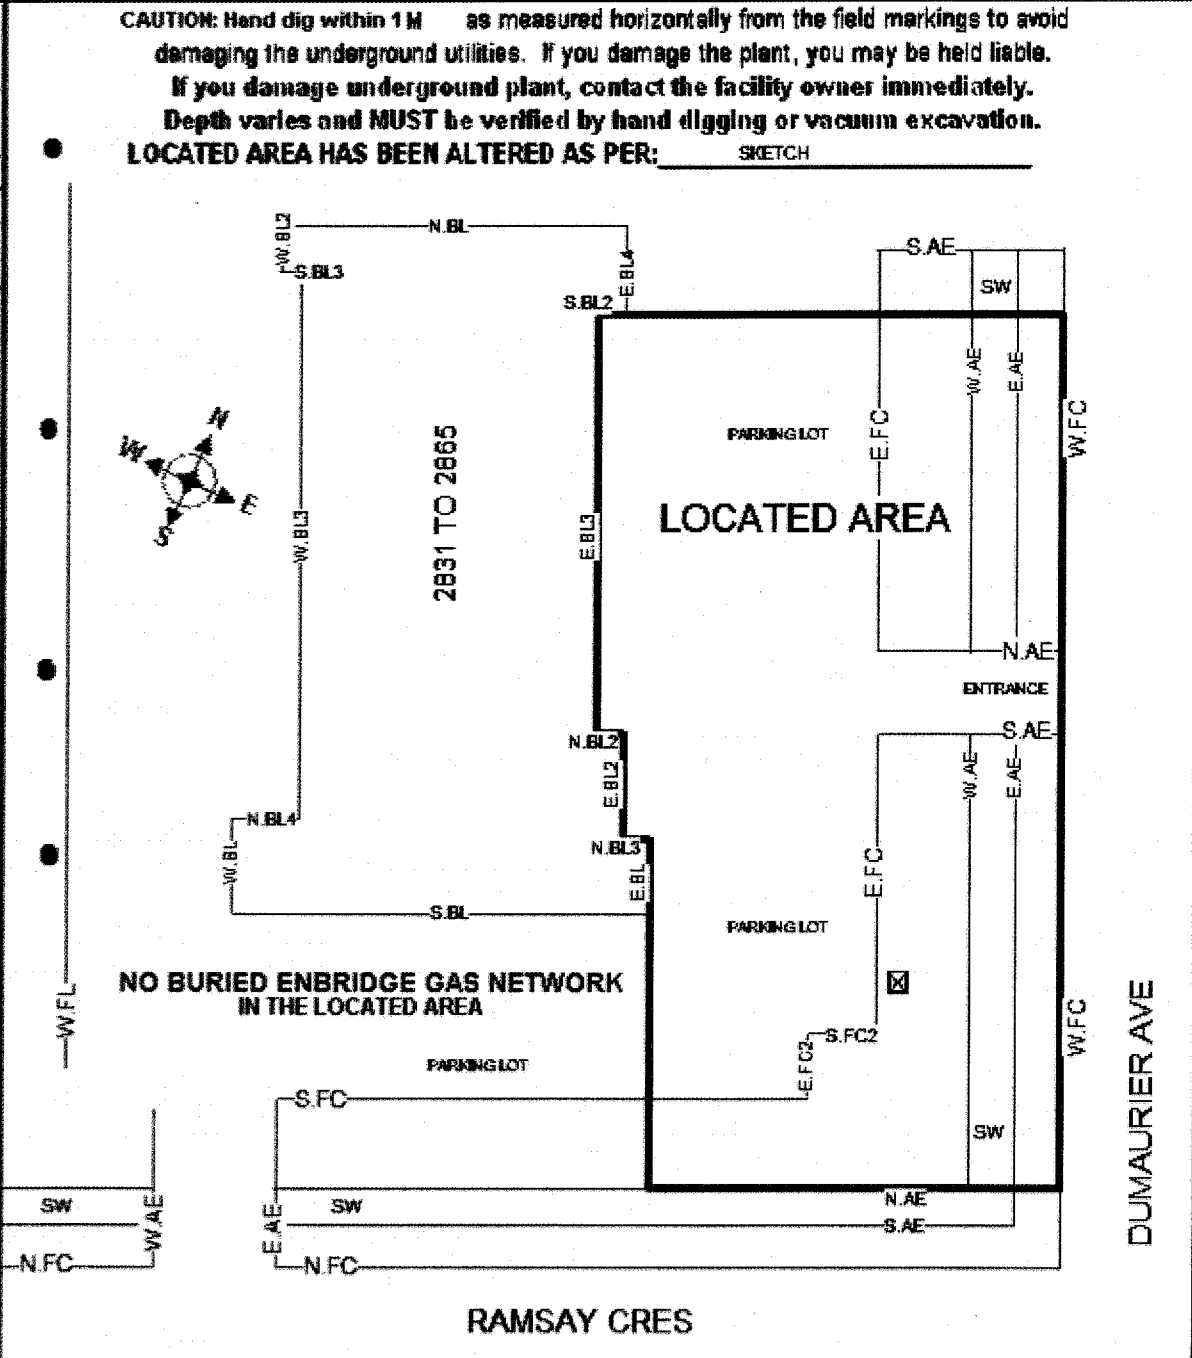 CAUTION: Hand dig within 1 M as measured horizontally from the field markings to avoid
damaging the underground utilities. If you damage the plant, you may be held liable.
If you damage underground plant, contact the facility owner immediately.
Depth varies and MUST be verified by hand digging or vacuum excavation.
LOCATED AREA HAS BEEN ALTERED AS PER: SKETCH
W.BL2
N.BL
S.BL3
E.BL4
S.BL2
S.AE
SW
W.AE
E.AE
E.FC
W.FC
PARKING LOT
N
W
E
S
2831 TO 2865
LOCATED AREA
W.BL3
E.BL3
N.AE
ENTRANCE
S.AE
N.BL2
E.BL2
W.AE
E.AE
N.BL4
N.BL3
W.BL
E.BL
E.FC
S.BL
PARKING LOT
NO BURIED ENBRIDGE GAS NETWORK
IN THE LOCATED AREA
X
W.FL
W.FC
DUMAURIER AVE
S.FC2
E.FC2
PARKING LOT
S.FC
SW
SW
W.AE
E.AE
SW
N.AE
S.AE
N.FC
N.FC
RAMSAY CRES